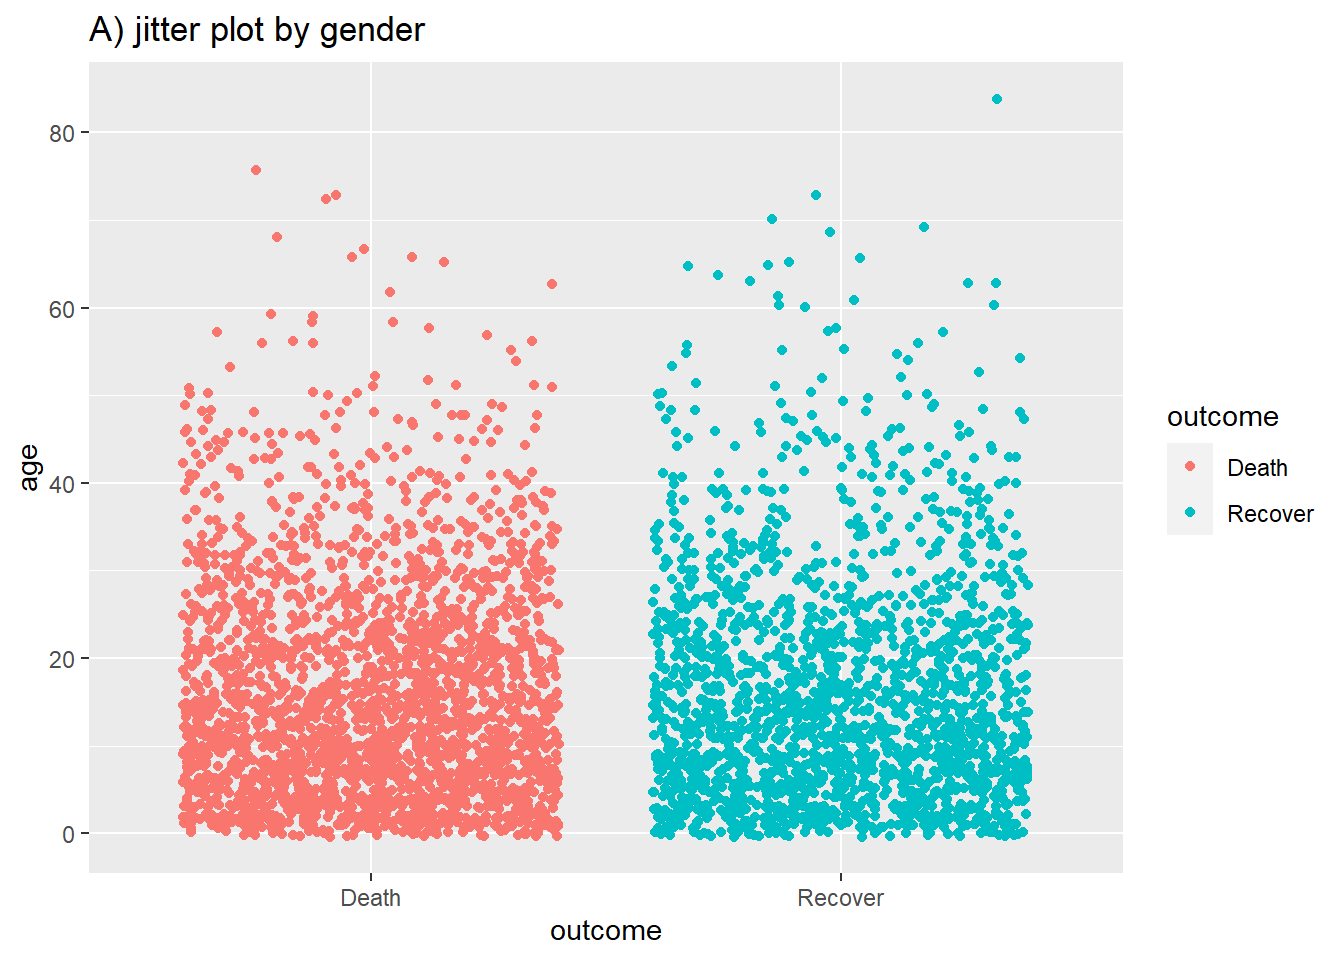 A) jitter plot by gender
80
60
40
20
0
age
Death
Recover
outcome
outcome
Death
Recover